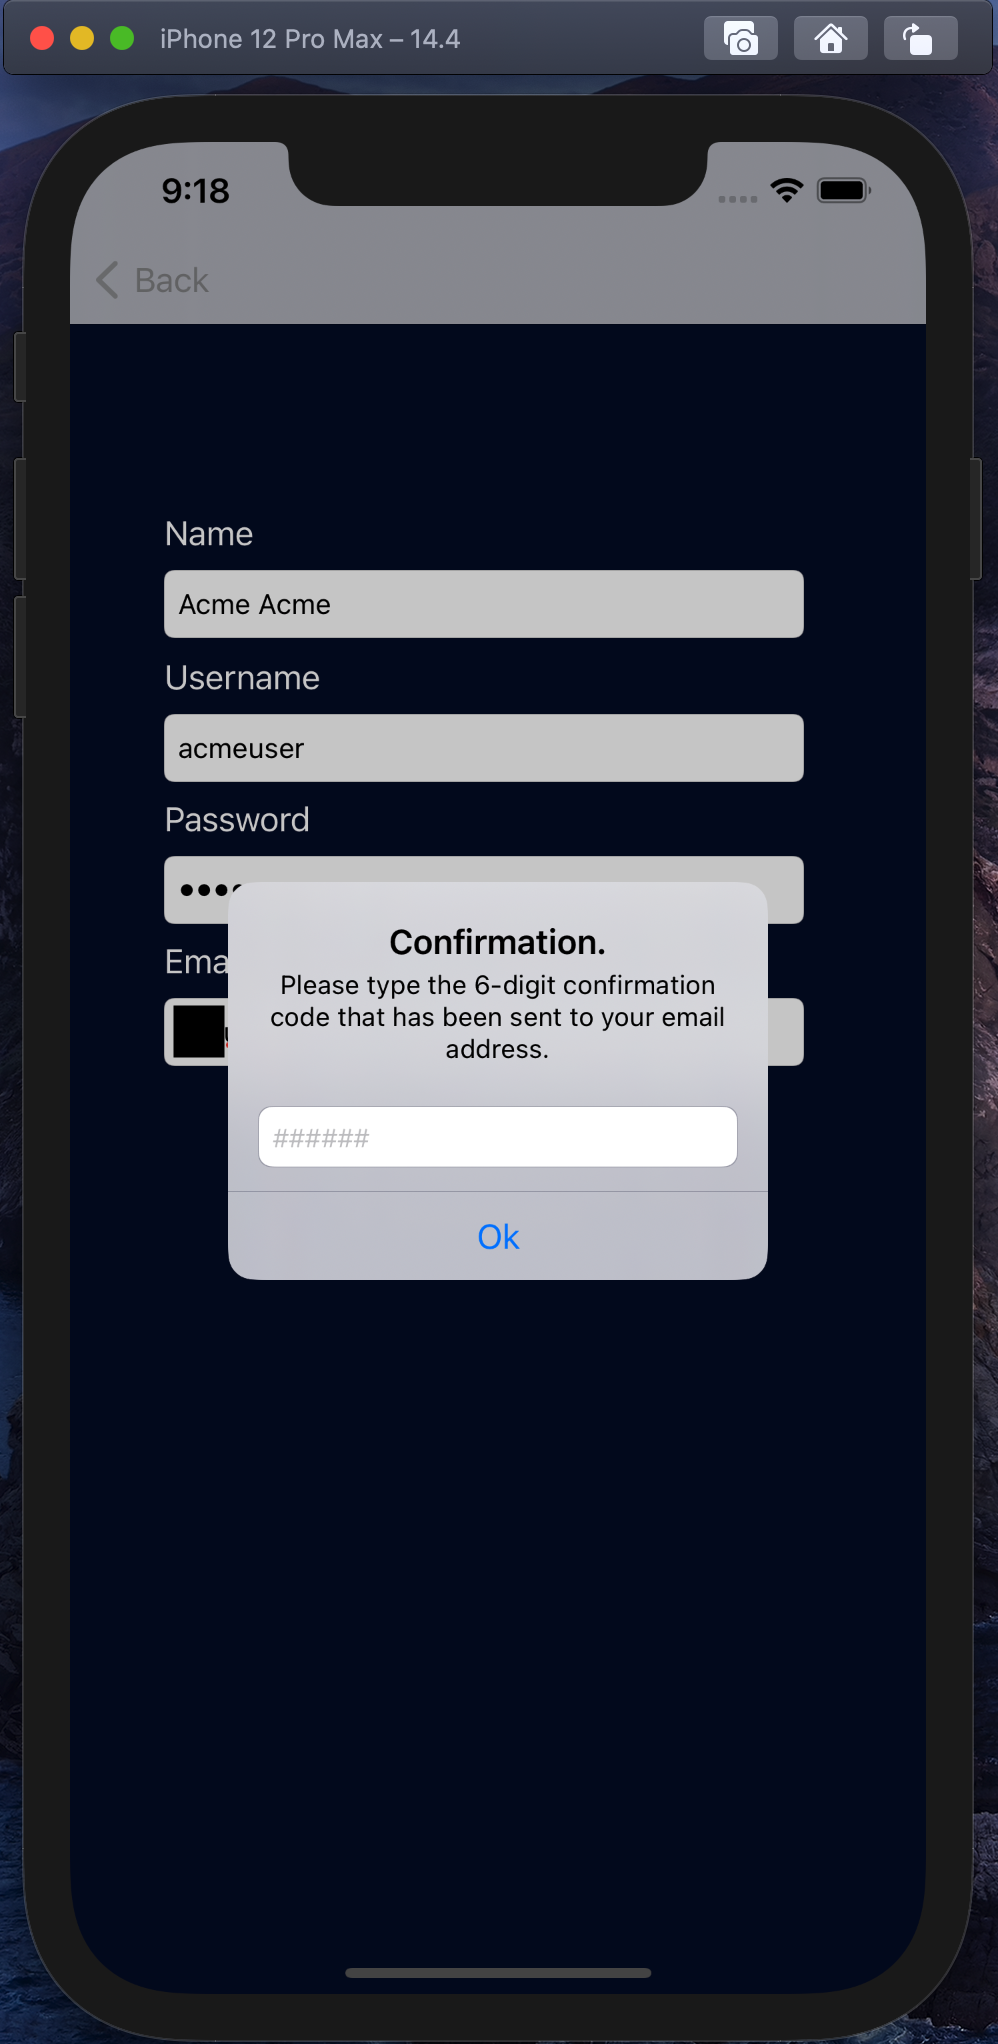 iPhone 12 Pro Max – 14.4
9:18
Back
Name
Acme Acme
Username
acmeuser
Password
Confirmation.
Please type the 6-digit confirmation
code that has been sent to your email
address.
######
Ok